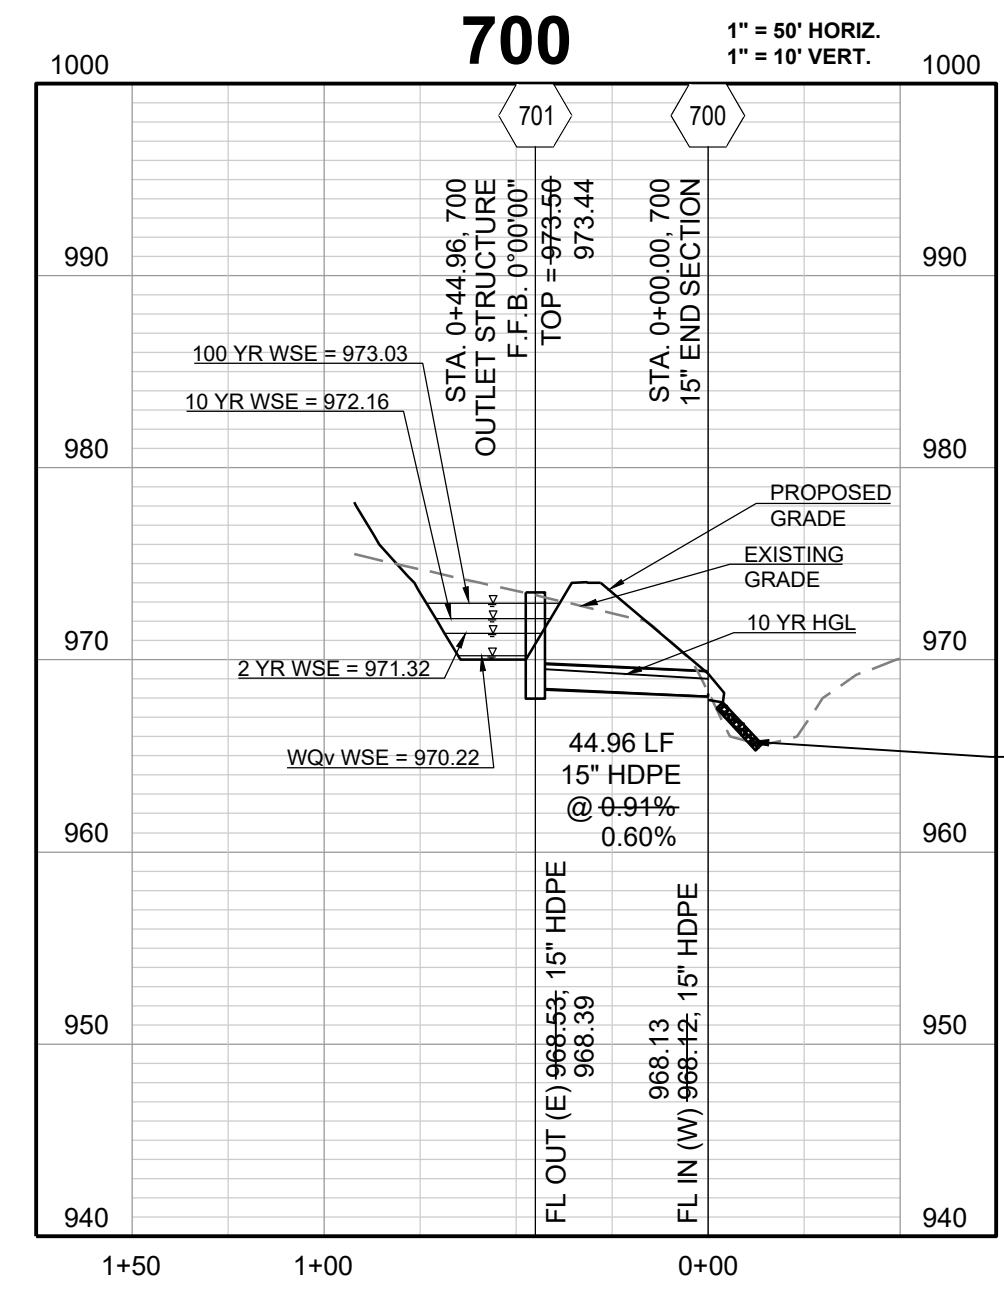 700
1" = 50' HORIZ.
1" = 10' VERT.
1000
1000
701
700
STA. 0+44.96, 700
OUTLET STRUCTURE
F.F.B. 0°00'00"
TOP = 973.50
973.44
STA. 0+00.00, 700
15" END SECTION
990
990
100 YR WSE = 973.03
10 YR WSE = 972.16
980
980
PROPOSED
GRADE
EXISTING
GRADE
10 YR HGL
970
970
2 YR WSE = 971.32
WQv WSE = 970.22
44.96 LF
15" HDPE
@ 0.91%
0.60%
960
960
FL OUT (E) 968.53, 15" HDPE
968.39
968.13
FL IN (W) 968.12, 15" HDPE
950
950
940
940
1+50
1+00
0+00